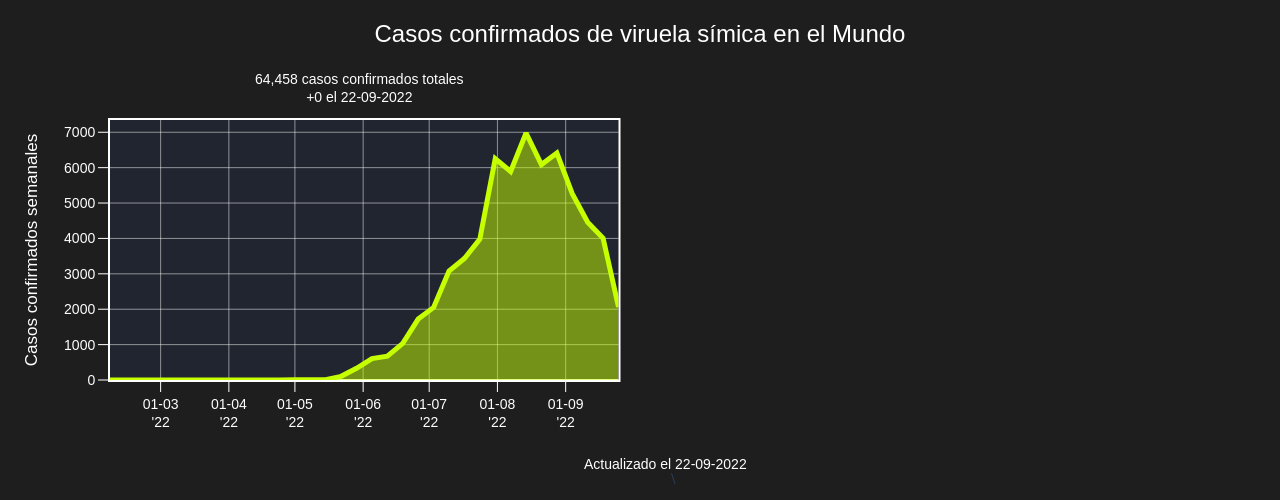 Casos confirmados de viruela símica en el Mundo
64,458 casos confirmados totales
+0 el 22-09-2022
Casos confirmados semanales
7000
6000
5000
4000
3000
2000
1000
0
01-03 01-04 01-05 01-06 01-07 01-08 01-09
'22 '22 '22 '22 '22 '22 '22
Actualizado el 22-09-2022
\